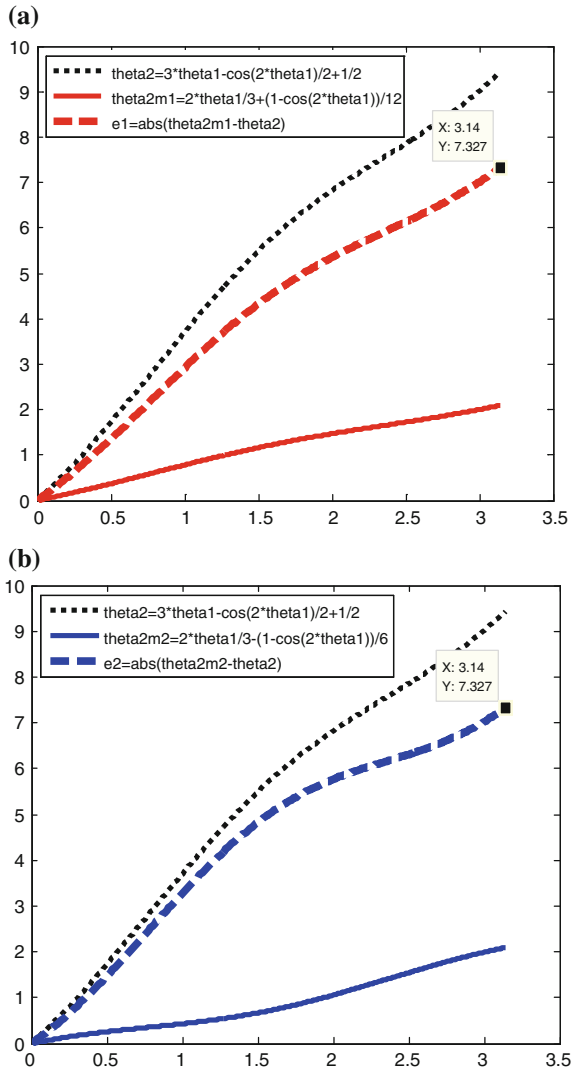 (a)
10
9
8
7
6
5
4
3
2
1
0
theta2=3*theta1-cos(2*theta1)/2+1/2
theta2m1=2*theta1/3+(1-cos(2*theta1))/12
e1=abs(theta2m1-theta2)
X: 3.14
Y: 7.327
0 0.5 1 1.5 2 2.5 3 3.5
(b)
10
9
8
7
6
5
4
3
2
1
0
theta2=3*theta1-cos(2*theta1)/2+1/2
theta2m2=2*theta1/3-(1-cos(2*theta1))/6
e2=abs(theta2m2-theta2)
X: 3.14
Y: 7.327
0 0.5 1 1.5 2 2.5 3 3.5